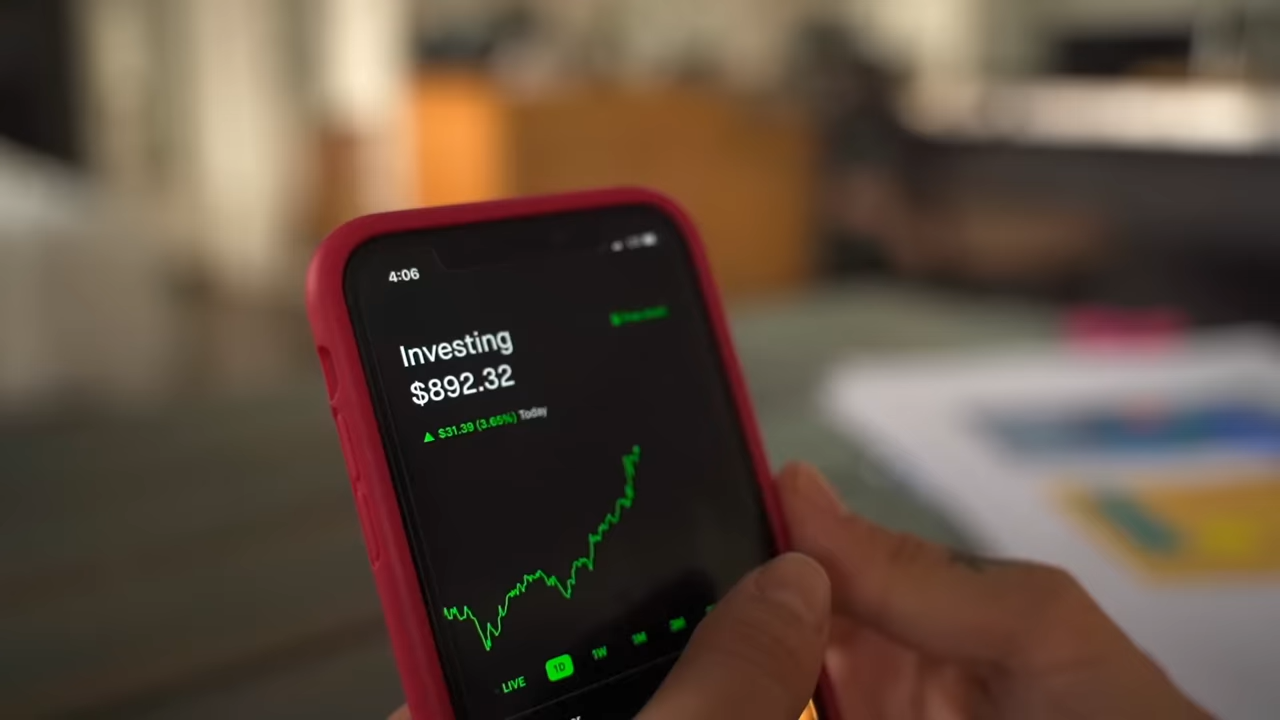 4:06
Investing
$892.32
▲ $31.39 (3.65%) Today
LIVE 1D 1W 1M 3M